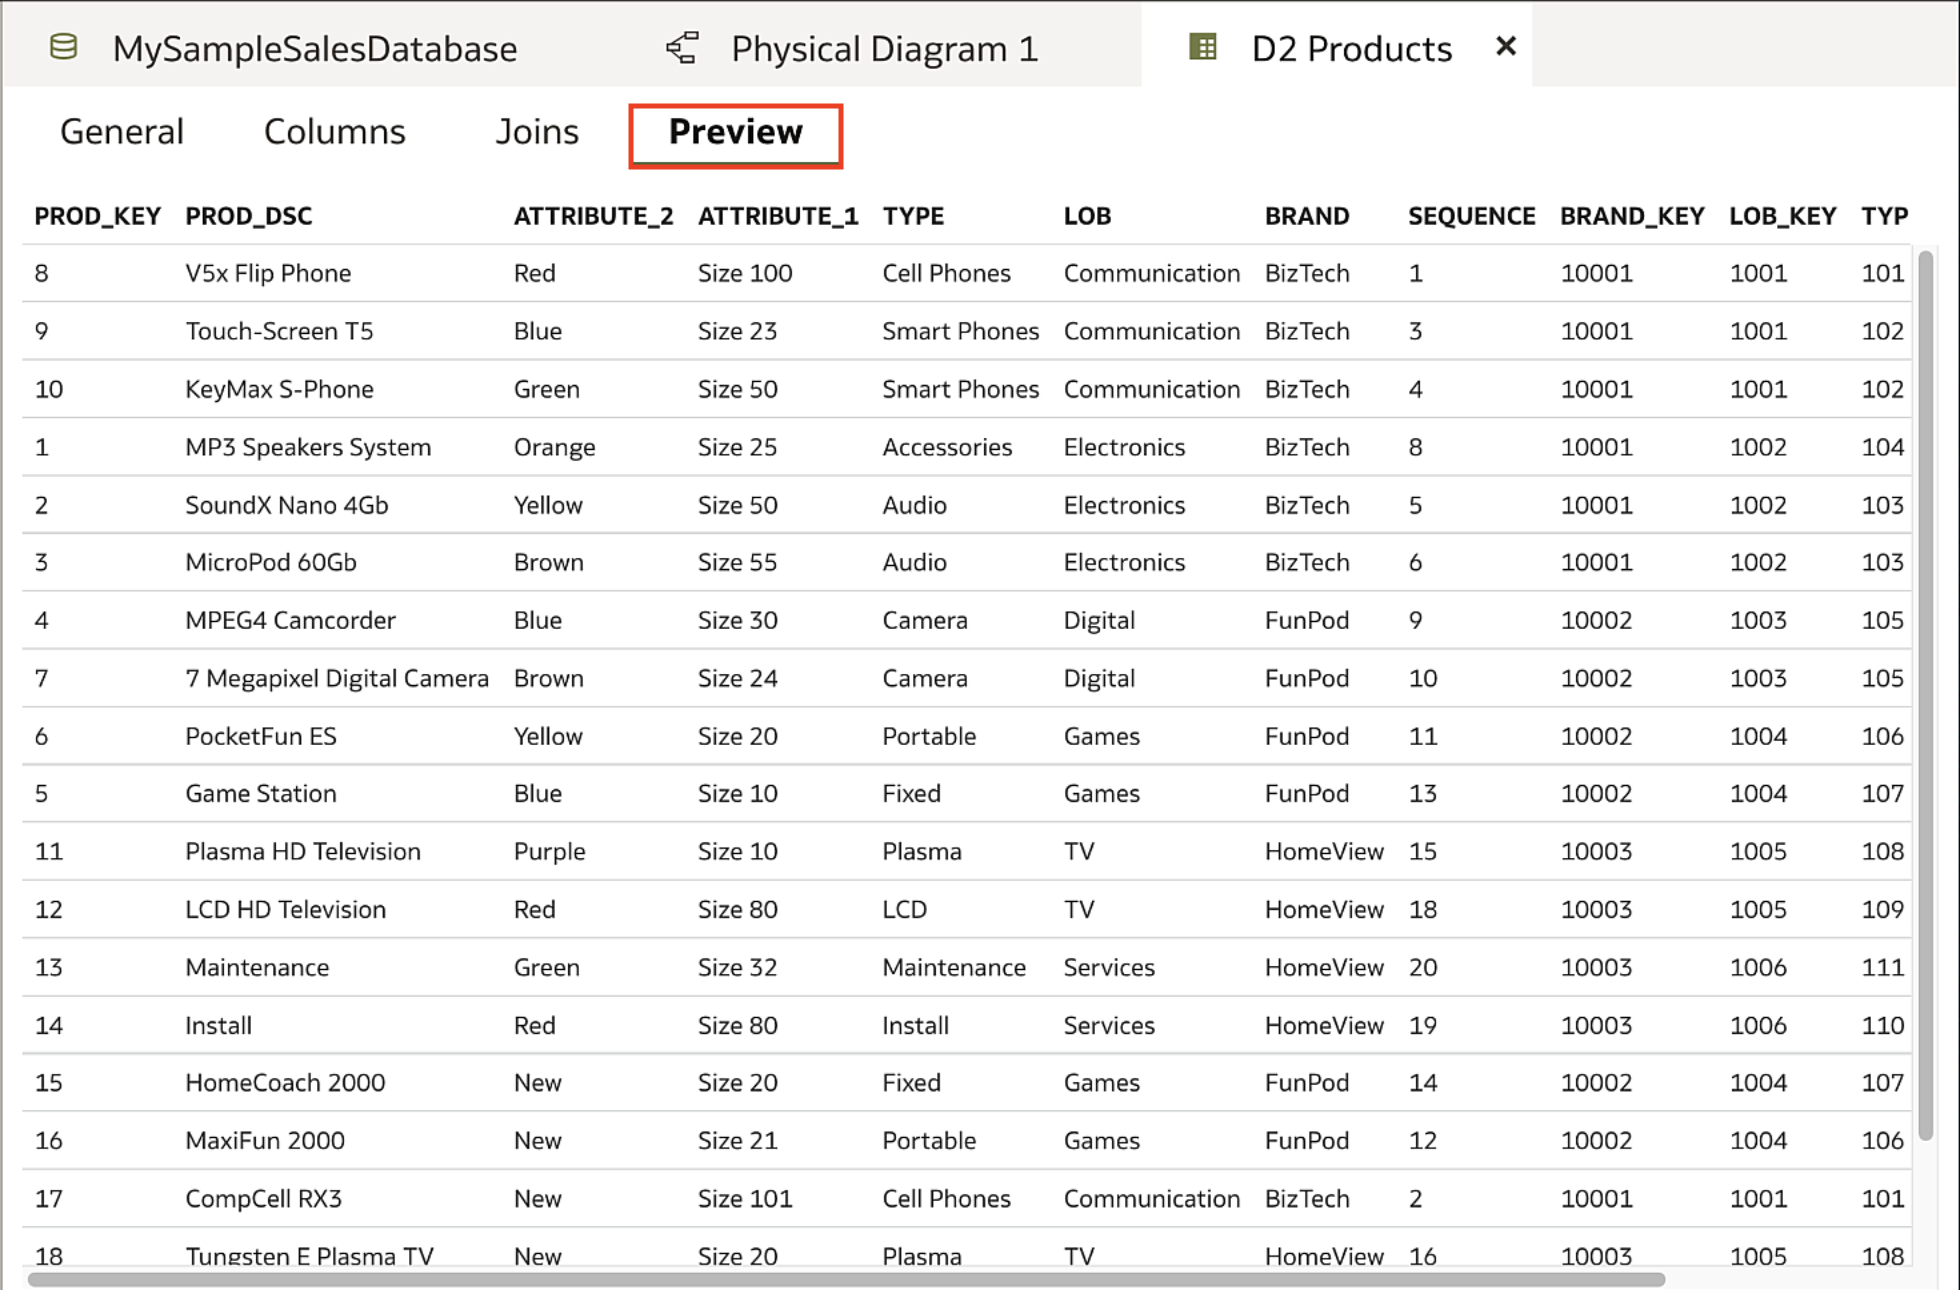 MySampleSalesDatabase Physical Diagram 1 D2 Products ×
General Columns Joins Preview
PROD_KEY PROD_DSC ATTRIBUTE_2 ATTRIBUTE_1 TYPE LOB BRAND SEQUENCE BRAND_KEY LOB_KEY TYP
8 V5x Flip Phone Red Size 100 Cell Phones Communication BizTech 1 10001 1001 101
9 Touch-Screen T5 Blue Size 23 Smart Phones Communication BizTech 3 10001 1001 102
10 KeyMax S-Phone Green Size 50 Smart Phones Communication BizTech 4 10001 1001 102
1 MP3 Speakers System Orange Size 25 Accessories Electronics BizTech 8 10001 1002 104
2 SoundX Nano 4Gb Yellow Size 50 Audio Electronics BizTech 5 10001 1002 103
3 MicroPod 60Gb Brown Size 55 Audio Electronics BizTech 6 10001 1002 103
4 MPEG4 Camcorder Blue Size 30 Camera Digital FunPod 9 10002 1003 105
7 7 Megapixel Digital Camera Brown Size 24 Camera Digital FunPod 10 10002 1003 105
6 PocketFun ES Yellow Size 20 Portable Games FunPod 11 10002 1004 106
5 Game Station Blue Size 10 Fixed Games FunPod 13 10002 1004 107
11 Plasma HD Television Purple Size 10 Plasma TV HomeView 15 10003 1005 108
12 LCD HD Television Red Size 80 LCD TV HomeView 18 10003 1005 109
13 Maintenance Green Size 32 Maintenance Services HomeView 20 10003 1006 111
14 Install Red Size 80 Install Services HomeView 19 10003 1006 110
15 HomeCoach 2000 New Size 20 Fixed Games FunPod 14 10002 1004 107
16 MaxiFun 2000 New Size 21 Portable Games FunPod 12 10002 1004 106
17 CompCell RX3 New Size 101 Cell Phones Communication BizTech 2 10001 1001 101
18 Tungsten E Plasma TV New Size 20 Plasma TV HomeView 16 10003 1005 108